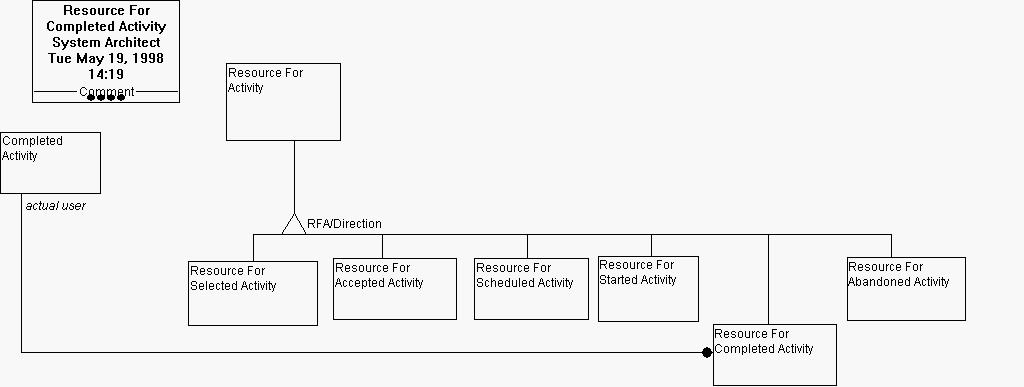 Resource For
Completed Activity
System Architect
Tue May 19, 1998
14:19
Comment
Resource For
Activity
Completed
Activity
actual user
RFA/Direction
Resource For
Selected Activity
Resource For
Accepted Activity
Resource For
Scheduled Activity
Resource For
Started Activity
Resource For
Abandoned Activity
Resource For
Completed Activity